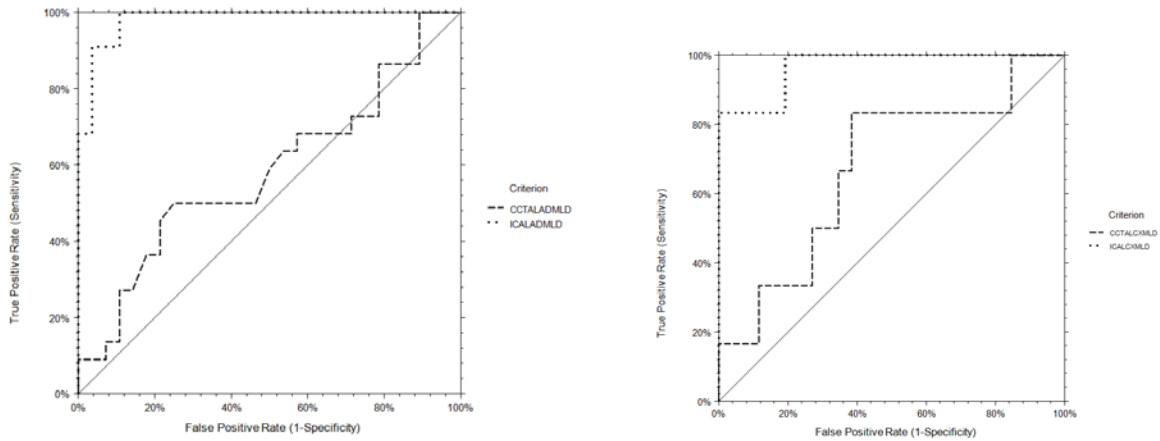 100%
80%
60%
40%
20%
0%
True Positive Rate (Sensitivity)
0% 20% 40% 60% 80% 100%
False Positive Rate (1-Specificity)
Criterion
CCTALADMLD
ICALADMLD
100%
80%
60%
40%
20%
0%
True Positive Rate (Sensitivity)
0% 20% 40% 60% 80% 100%
False Positive Rate (1-Specificity)
Criterion
CCTALCXMLD
ICALCXMLD